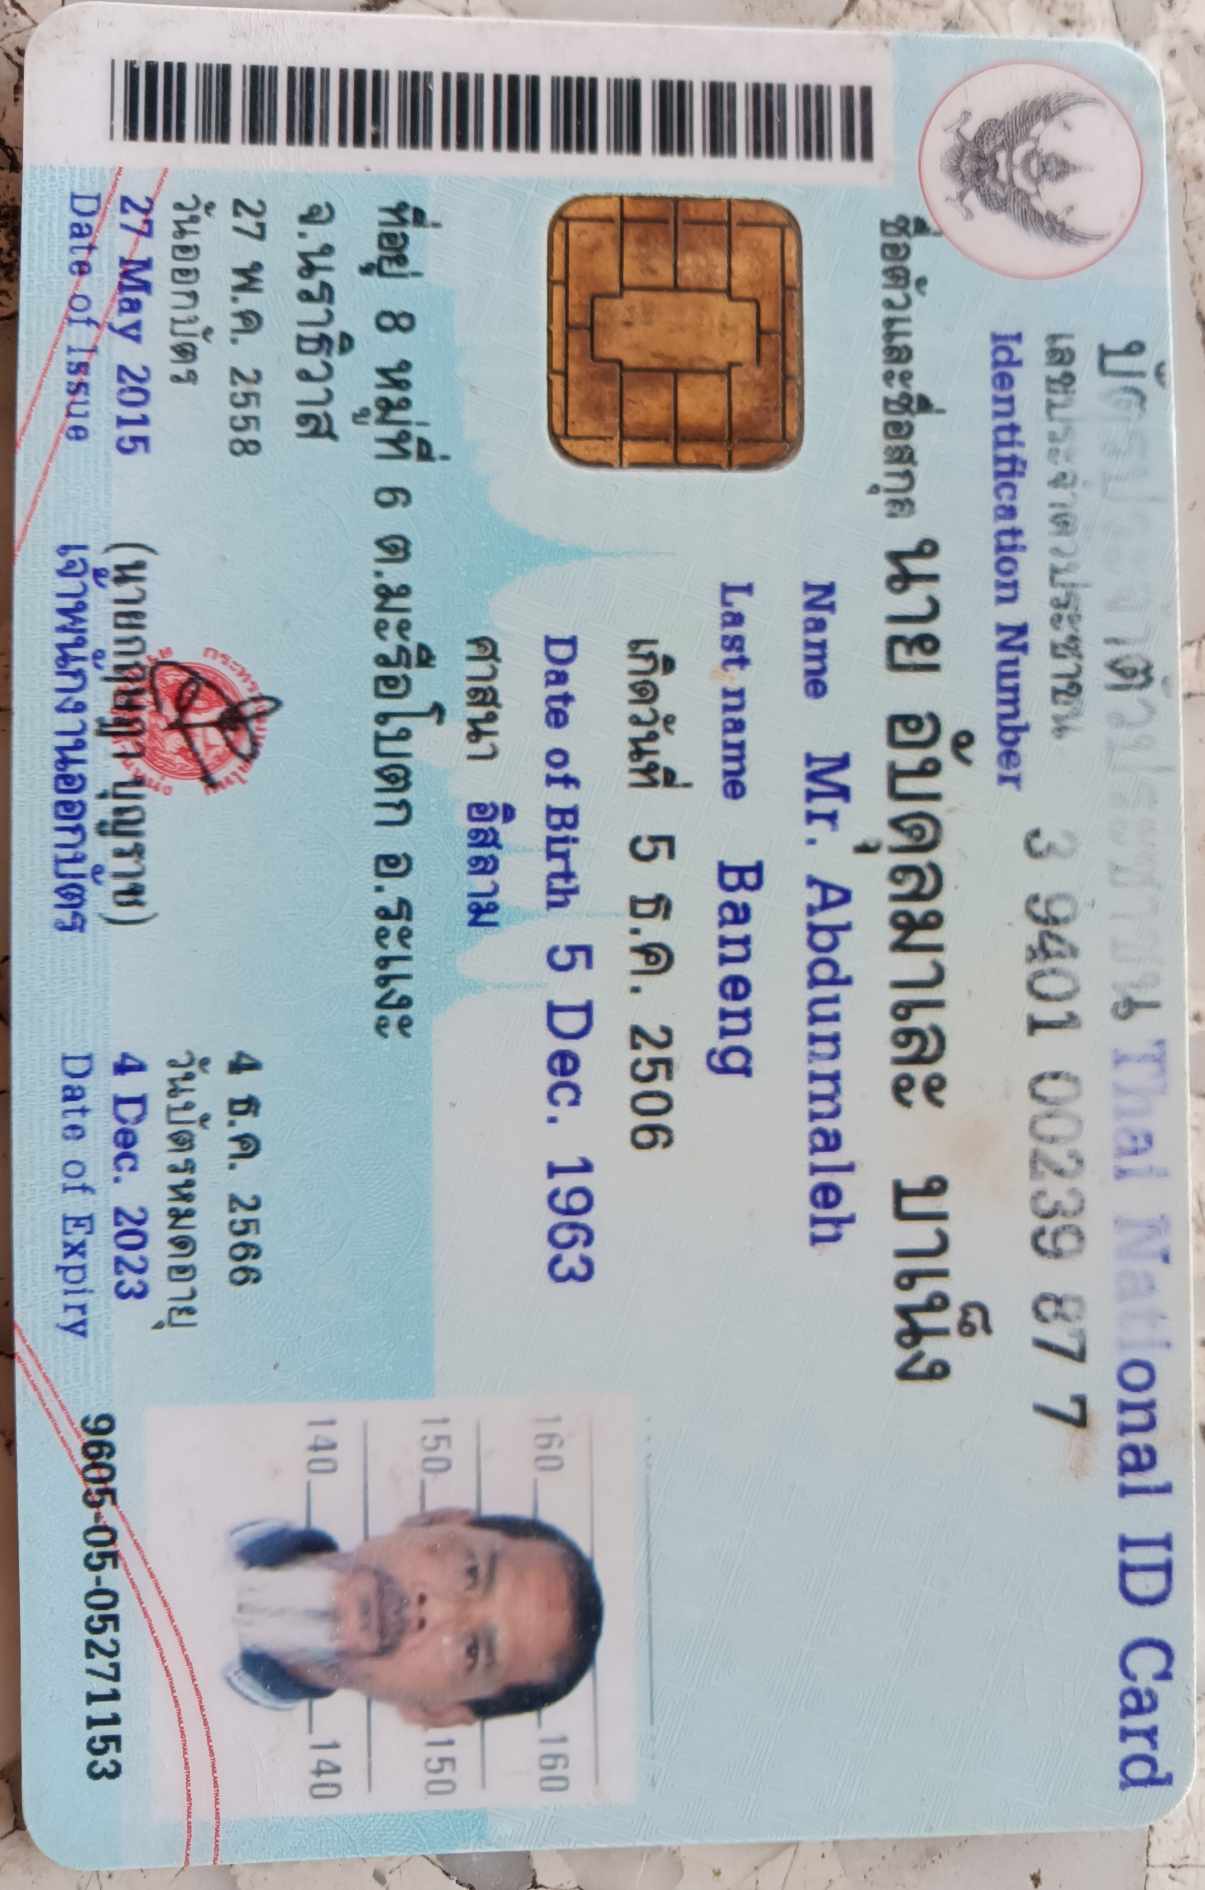 บัตรประจำตัวประชาชน Thai National ID Card
เลขประจำตัวประชาชน 3 9401 00239 87 7
Identification Number
ชื่อตัวและชื่อสกุล นาย อับดุลมาเละ บาเน็ง
Name Mr. Abdunmaleh
Last name Baneng
เกิดวันที่ 5 ธ.ค. 2506
Date of Birth 5 Dec. 1963
ศาสนา อิสลาม
ที่อยู่ 8 หมู่ที่ 6 ต.มะรือโบตก อ.ระแงะ
จ.นราธิวาส
27 พ.ค. 2558
วันออกบัตร
27 May 2015
Date of Issue
(นายกฤษฎา บุญราช)
เจ้าพนักงานออกบัตร
4 ธ.ค. 2566
วันบัตรหมดอายุ
4 Dec. 2023
Date of Expiry
160 160
150 150
140 140
9605-05-05271153